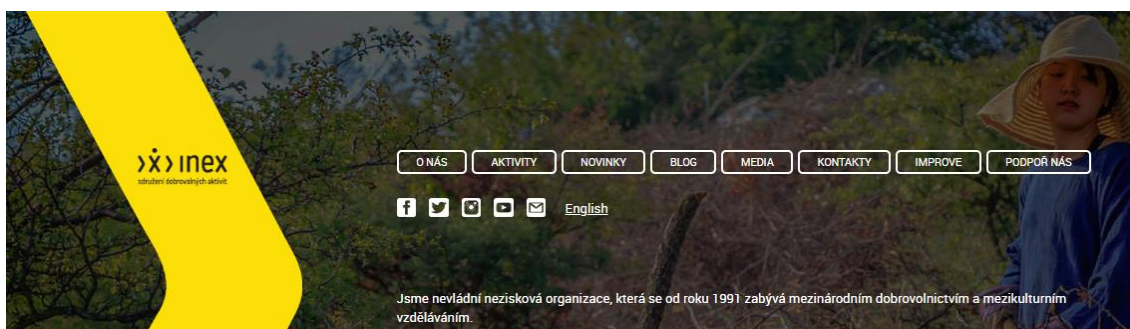 inex
sdružení dobrovolných aktivit
O NÁS AKTIVITY NOVINKY BLOG MEDIA KONTAKTY IMPROVE PODPOŘ NÁS
English
Jsme nevládní nezisková organizace, která se od roku 1991 zabývá mezinárodním dobrovolnictvím a mezikulturním
vzděláváním.